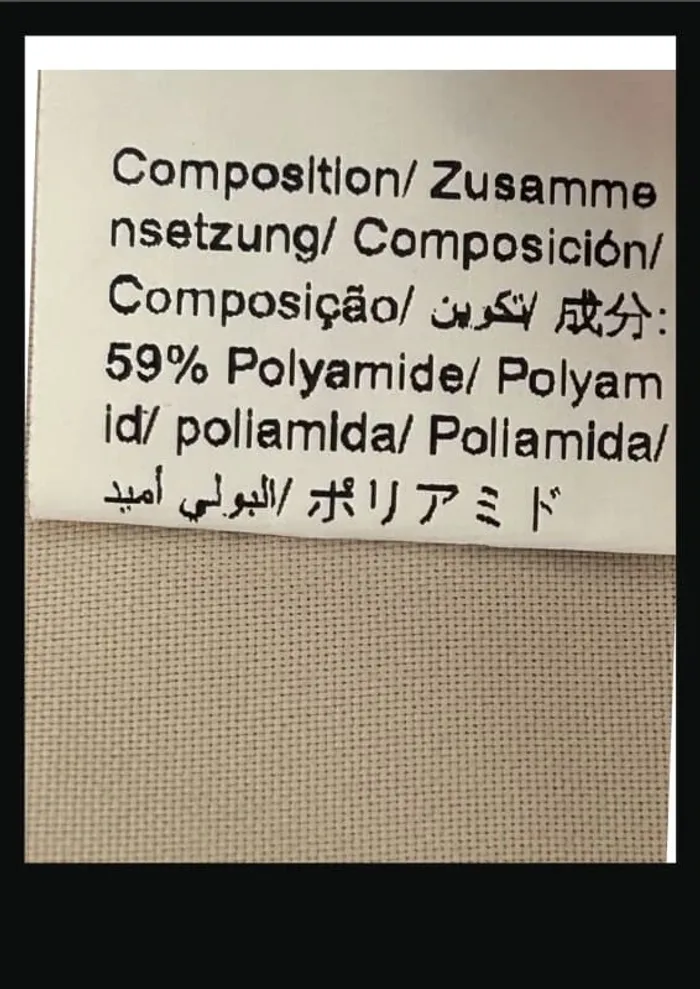 Composition/ Zusamme
nsetzung/ Composición/
Composição/ تكوين/ 成分:
59% Polyamide/ Polyam
id/ poliamida/ Poliamida/
البولي أميد/ ポリアミド